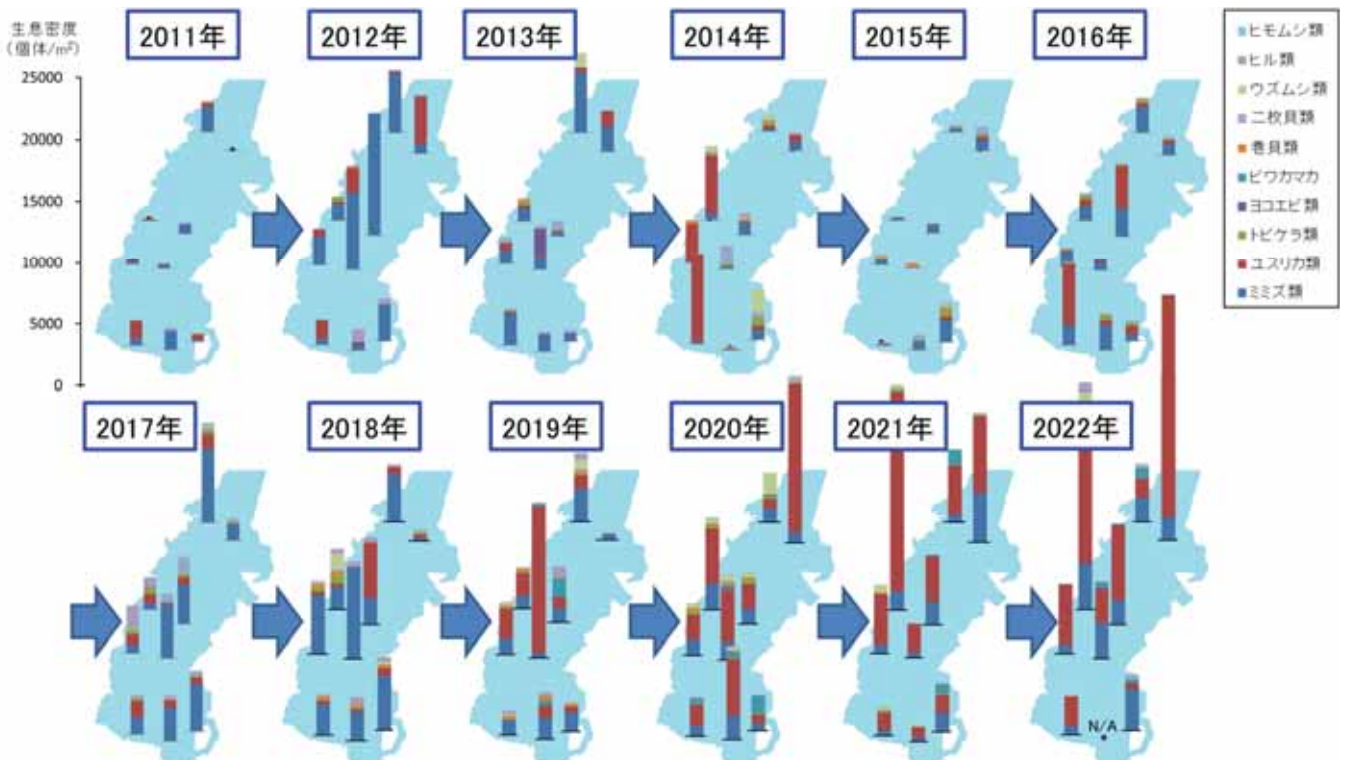 生息密度
(個体/m²)
25000
20000
15000
10000
5000
0
2011年
2012年
2013年
2014年
2015年
2016年
ヒモムシ類
ヒル類
ウズムシ類
二枚貝類
巻貝類
ビワカマカ
ヨコエビ類
トビケラ類
ユスリカ類
ミミズ類
2017年
2018年
2019年
2020年
2021年
2022年
N/A